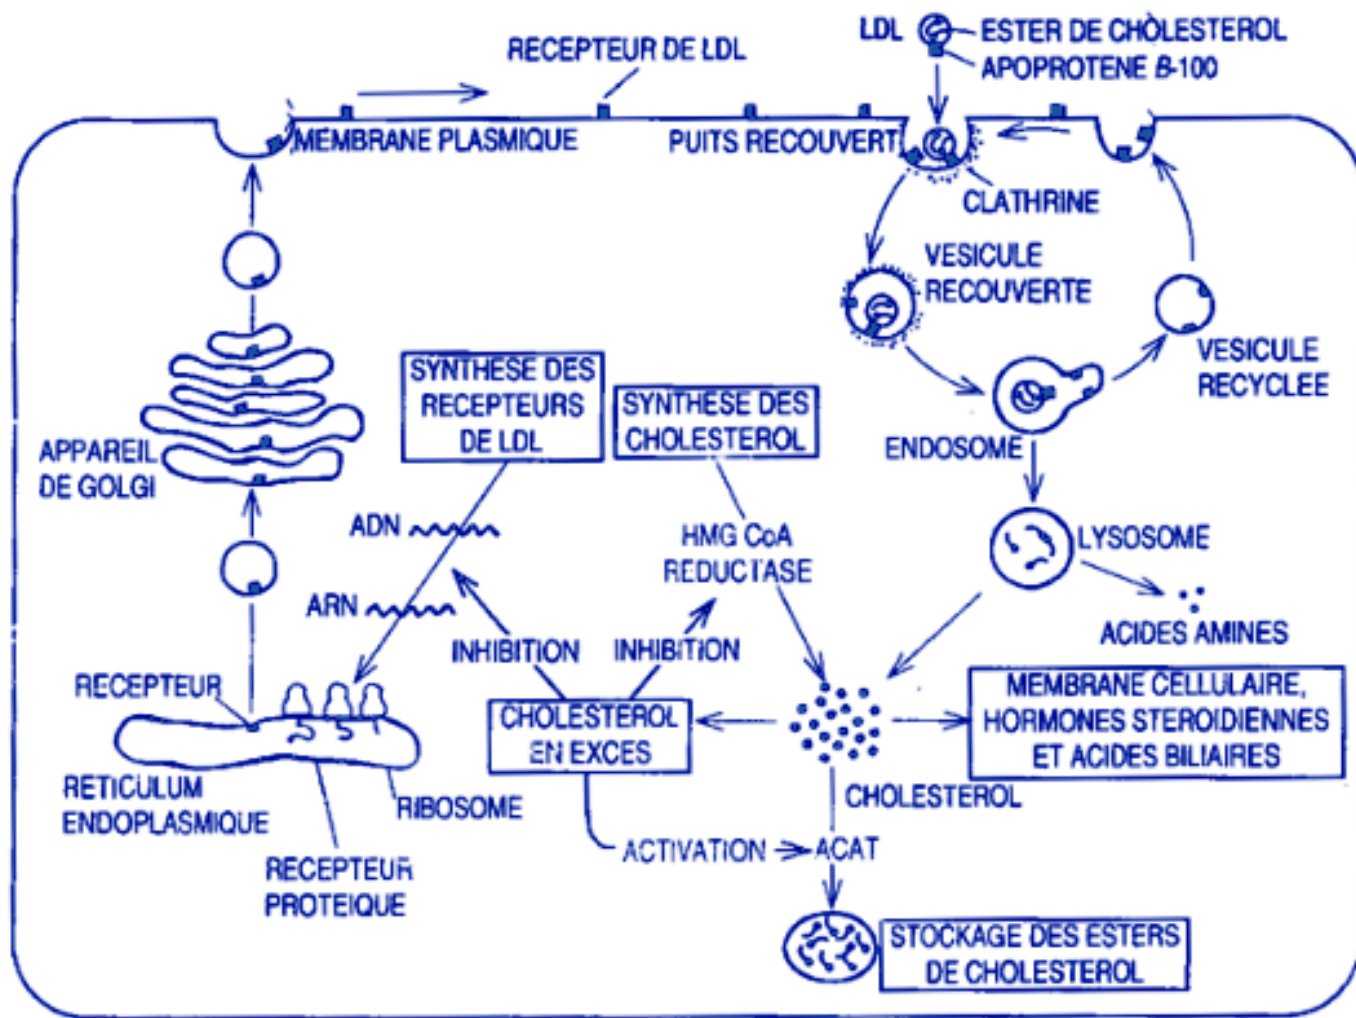 LDL
ESTER DE CHOLESTEROL
APOPROTENE B-100
RECEPTEUR DE LDL
MEMBRANE PLASMIQUE
PUITS RECOUVERT
CLATHRINE
VESICULE
RECOUVERTE
VESICULE
RECYCLEE
ENDOSOME
SYNTHESE DES
RECEPTEURS
DE LDL
SYNTHESE DES
CHOLESTEROL
APPAREIL
DE GOLGI
ADN
ARN
HMG CoA
REDUCTASE
LYSOSOME
ACIDES AMINES
INHIBITION
INHIBITION
RECEPTEUR
CHOLESTEROL
EN EXCES
MEMBRANE CELLULAIRE,
HORMONES STEROIDIENNES
ET ACIDES BILIAIRES
CHOLESTEROL
RETICULUM
ENDOPLASMIQUE
RIBOSOME
ACTIVATION
ACAT
RECEPTEUR
PROTEIQUE
STOCKAGE DES ESTERS
DE CHOLESTEROL